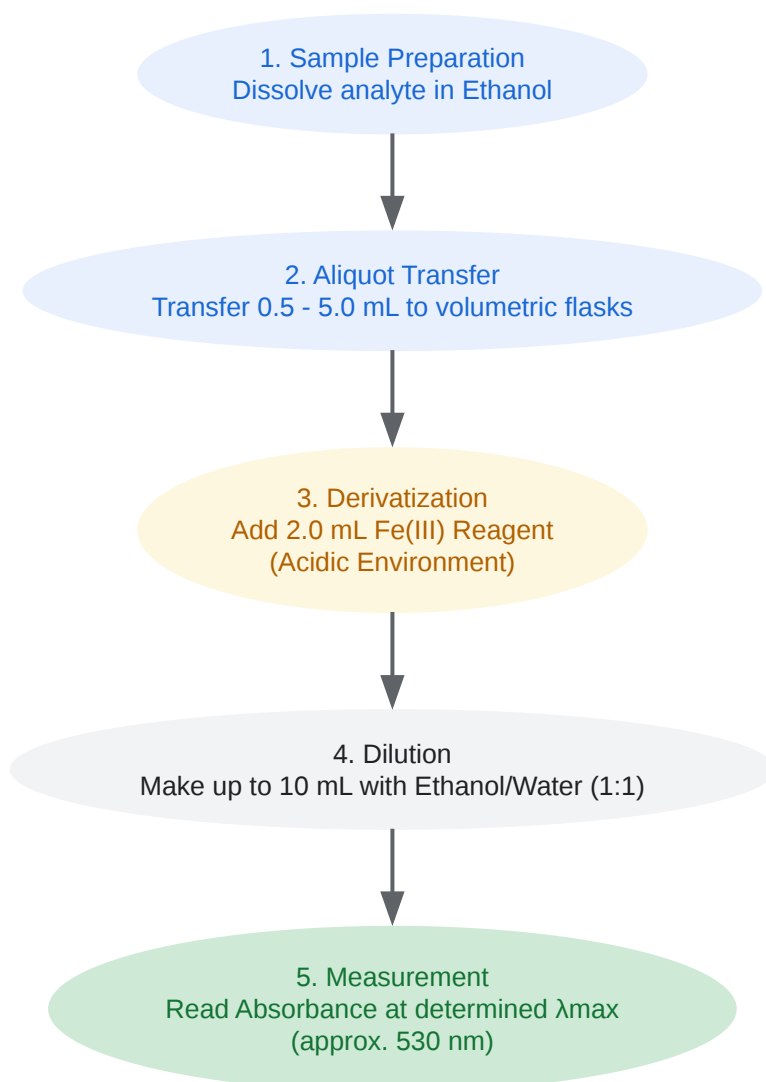 1. Sample Preparation
Dissolve analyte in Ethanol
2. Aliquot Transfer
Transfer 0.5 - 5.0 mL to volumetric flasks
3. Derivatization
Add 2.0 mL Fe(III) Reagent
(Acidic Environment)
4. Dilution
Make up to 10 mL with Ethanol/Water (1:1)
5. Measurement
Read Absorbance at determined λmax
(approx. 530 nm)